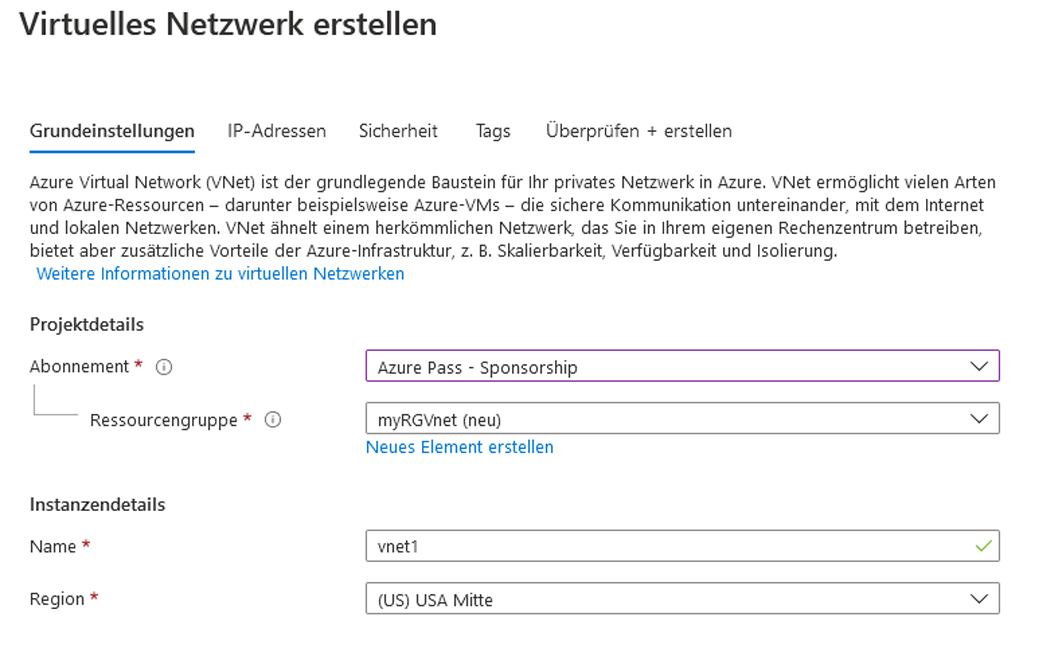 Virtuelles Netzwerk erstellen
Grundeinstellungen IP-Adressen Sicherheit Tags Überprüfen + erstellen
Azure Virtual Network (VNet) ist der grundlegende Baustein für Ihr privates Netzwerk in Azure. VNet ermöglicht vielen Arten
von Azure-Ressourcen – darunter beispielsweise Azure-VMs – die sichere Kommunikation untereinander, mit dem Internet
und lokalen Netzwerken. VNet ähnelt einem herkömmlichen Netzwerk, das Sie in Ihrem eigenen Rechenzentrum betreiben,
bietet aber zusätzliche Vorteile der Azure-Infrastruktur, z. B. Skalierbarkeit, Verfügbarkeit und Isolierung.
Weitere Informationen zu virtuellen Netzwerken
Projektdetails
Abonnement * Azure Pass - Sponsorship
Ressourcengruppe * myRGVnet (neu)
Neues Element erstellen
Instanzendetails
Name * vnet1
Region * (US) USA Mitte